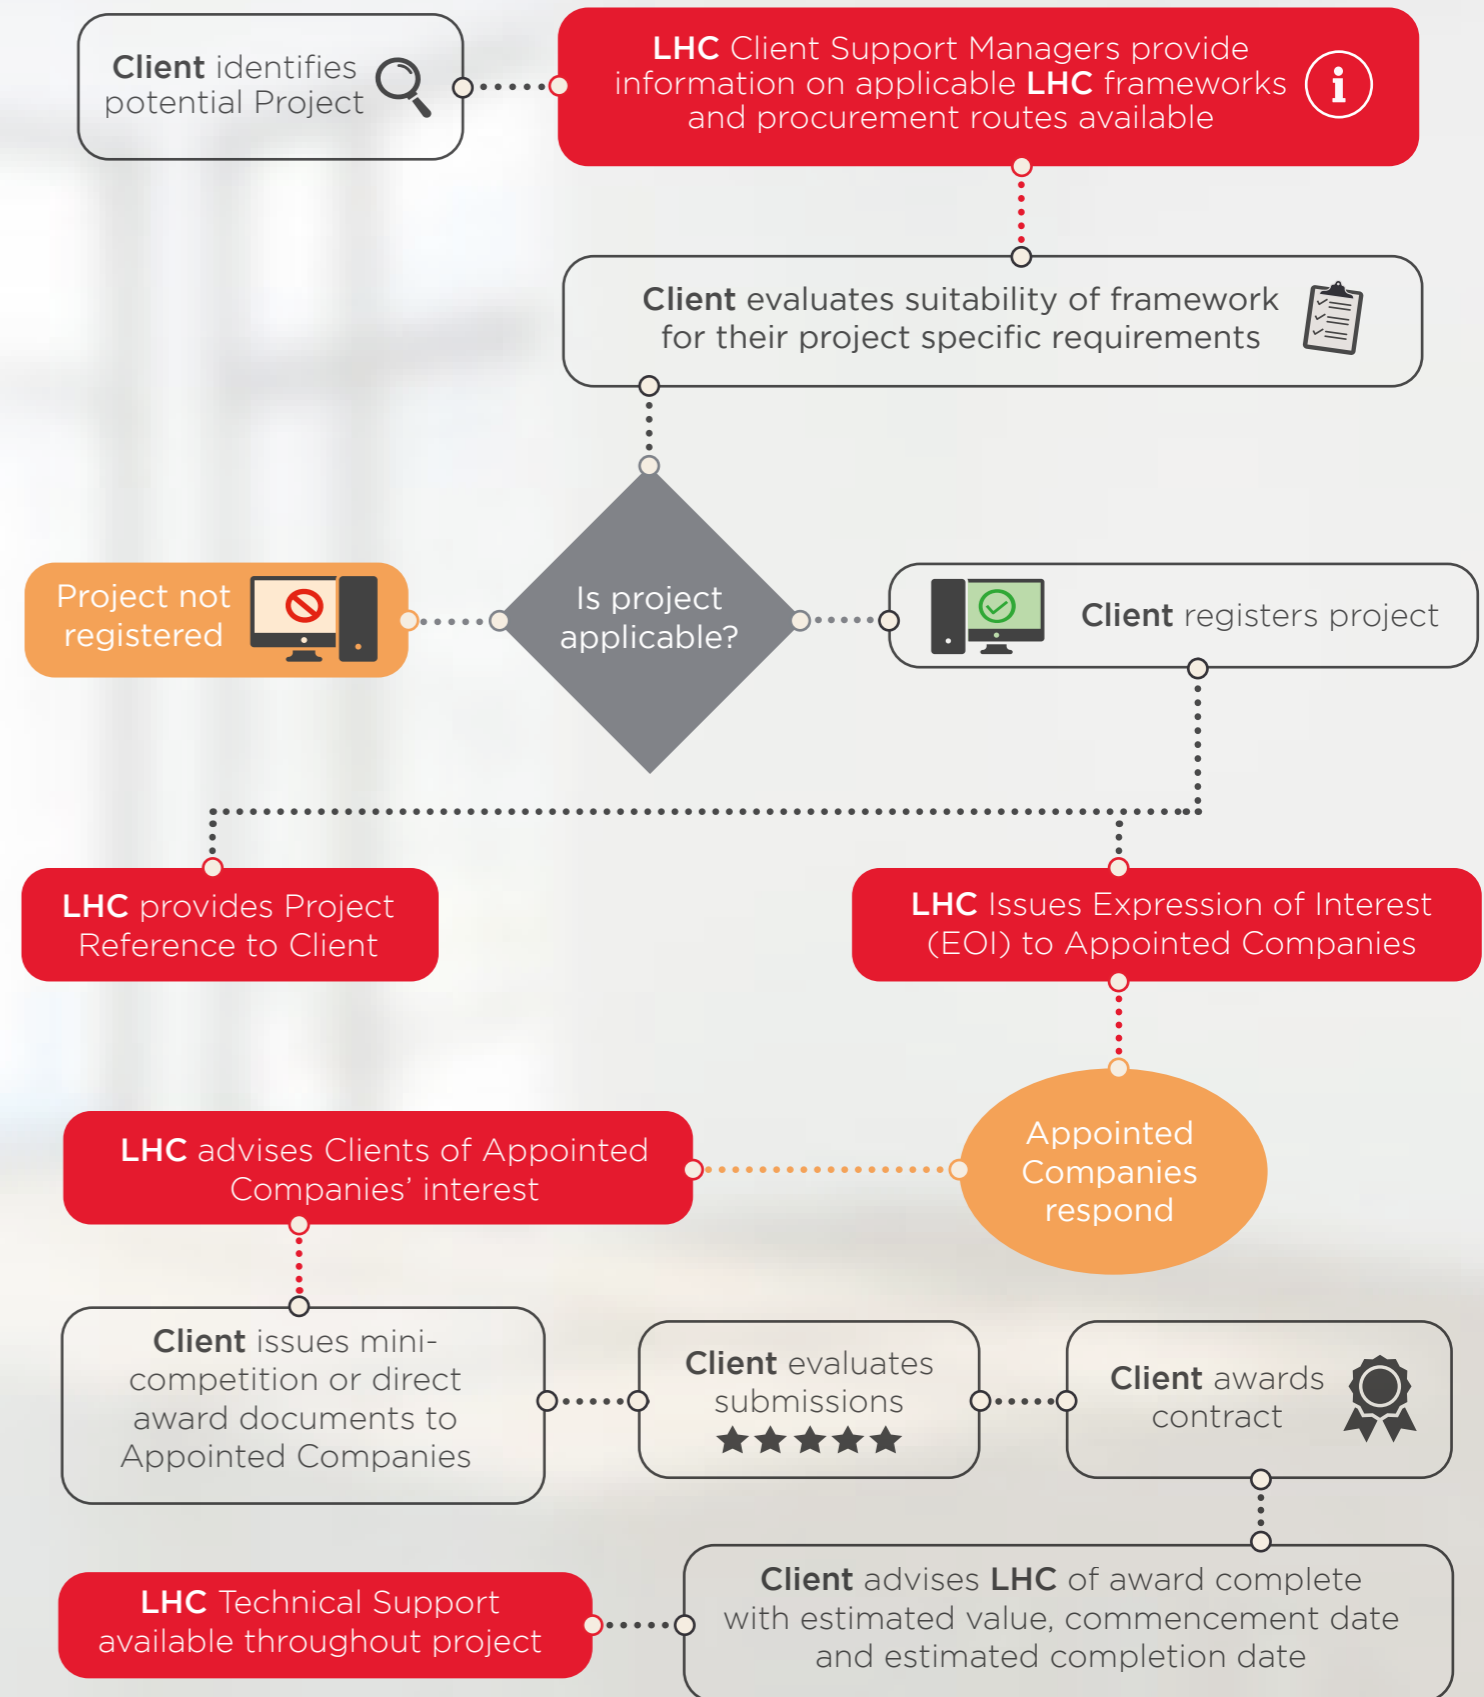 Client identifies
potential Project
LHC Client Support Managers provide
information on applicable LHC frameworks
and procurement routes available
i
Client evaluates suitability of framework
for their project specific requirements
Is project
applicable?
Project not
registered
Client registers project
LHC provides Project
Reference to Client
LHC Issues Expression of Interest
(EOI) to Appointed Companies
Appointed
Companies
respond
LHC advises Clients of Appointed
Companies’ interest
Client issues mini-
competition or direct
award documents to
Appointed Companies
Client evaluates
submissions
Client awards
contract
Client advises LHC of award complete
with estimated value, commencement date
and estimated completion date
LHC Technical Support
available throughout project